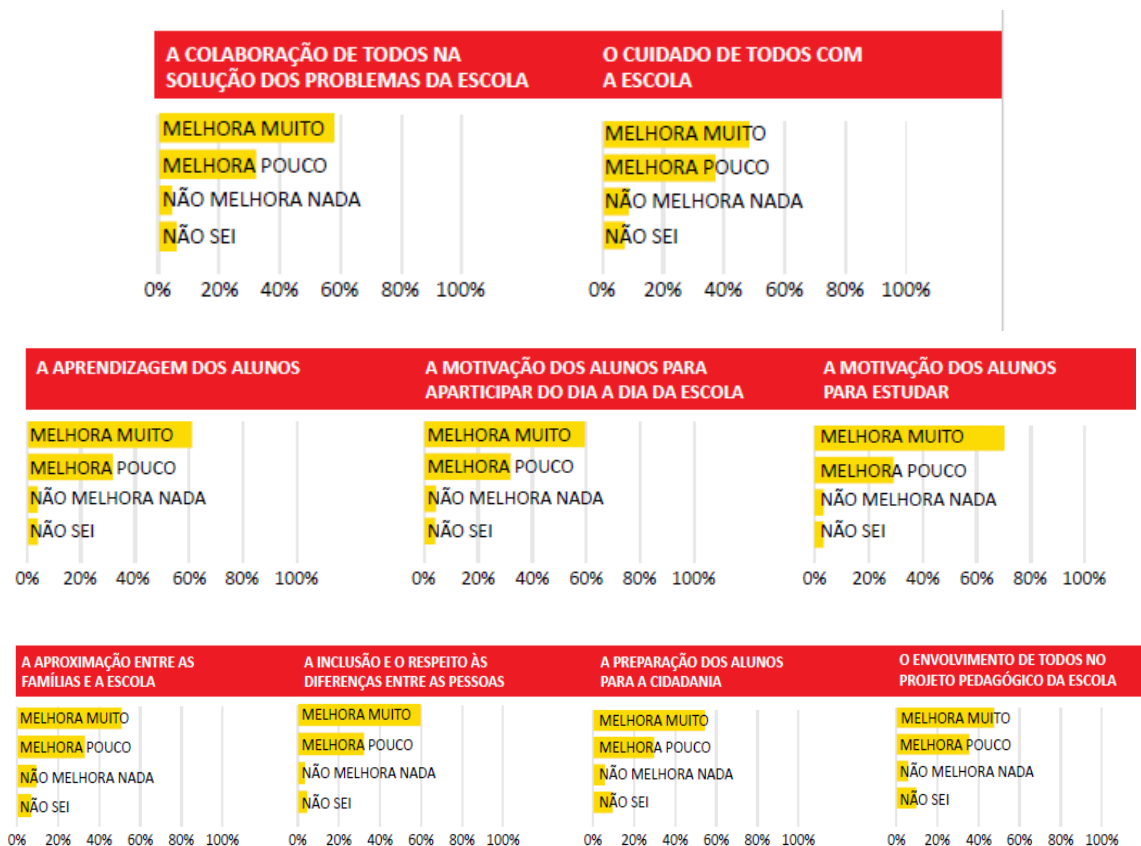 A COLABORAÇÃO DE TODOS NA
SOLUÇÃO DOS PROBLEMAS DA ESCOLA
MELHORA MUITO
MELHORA POUCO
NÃO MELHORA NADA
NÃO SEI
0% 20% 40% 60% 80% 100%
O CUIDADO DE TODOS COM
A ESCOLA
MELHORA MUITO
MELHORA POUCO
NÃO MELHORA NADA
NÃO SEI
0% 20% 40% 60% 80% 100%
A APRENDIZAGEM DOS ALUNOS
MELHORA MUITO
MELHORA POUCO
NÃO MELHORA NADA
NÃO SEI
0% 20% 40% 60% 80% 100%
A MOTIVAÇÃO DOS ALUNOS PARA
APARTICIPAR DO DIA A DIA DA ESCOLA
MELHORA MUITO
MELHORA POUCO
NÃO MELHORA NADA
NÃO SEI
0% 20% 40% 60% 80% 100%
A MOTIVAÇÃO DOS ALUNOS
PARA ESTUDAR
MELHORA MUITO
MELHORA POUCO
NÃO MELHORA NADA
NÃO SEI
0% 20% 40% 60% 80% 100%
A APROXIMAÇÃO ENTRE AS
FAMÍLIAS E A ESCOLA
MELHORA MUITO
MELHORA POUCO
NÃO MELHORA NADA
NÃO SEI
0% 20% 40% 60% 80% 100%
A INCLUSÃO E O RESPEITO ÀS
DIFERENÇAS ENTRE AS PESSOAS
MELHORA MUITO
MELHORA POUCO
NÃO MELHORA NADA
NÃO SEI
0% 20% 40% 60% 80% 100%
A PREPARAÇÃO DOS ALUNOS
PARA A CIDADANIA
MELHORA MUITO
MELHORA POUCO
NÃO MELHORA NADA
NÃO SEI
0% 20% 40% 60% 80% 100%
O ENVOLVIMENTO DE TODOS NO
PROJETO PEDAGÓGICO DA ESCOLA
MELHORA MUITO
MELHORA POUCO
NÃO MELHORA NADA
NÃO SEI
0% 20% 40% 60% 80% 100%